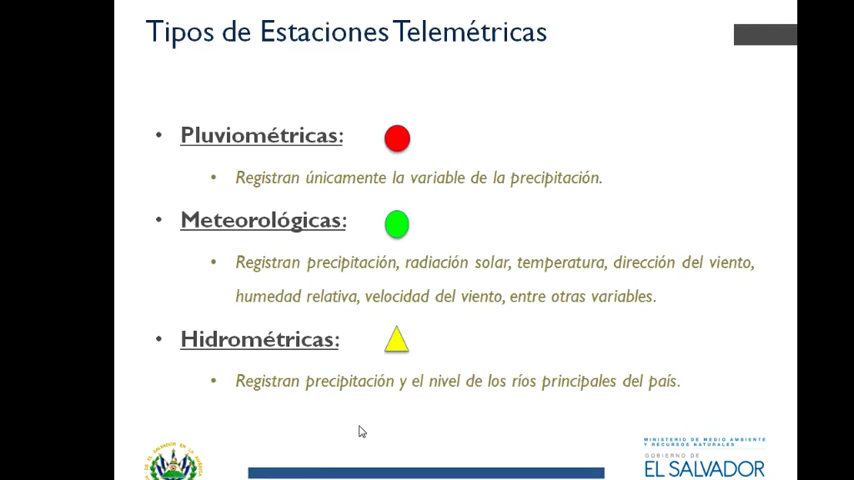 Tipos de Estaciones Telemétricas
• Pluviométricas:
• Registran únicamente la variable de la precipitación.
• Meteorológicas:
• Registran precipitación, radiación solar, temperatura, dirección del viento,
humedad relativa, velocidad del viento, entre otras variables.
• Hidrométricas:
• Registran precipitación y el nivel de los ríos principales del país.
MINISTERIO DE MEDIO AMBIENTE
Y RECURSOS NATURALES
GOBIERNO DE
EL SALVADOR